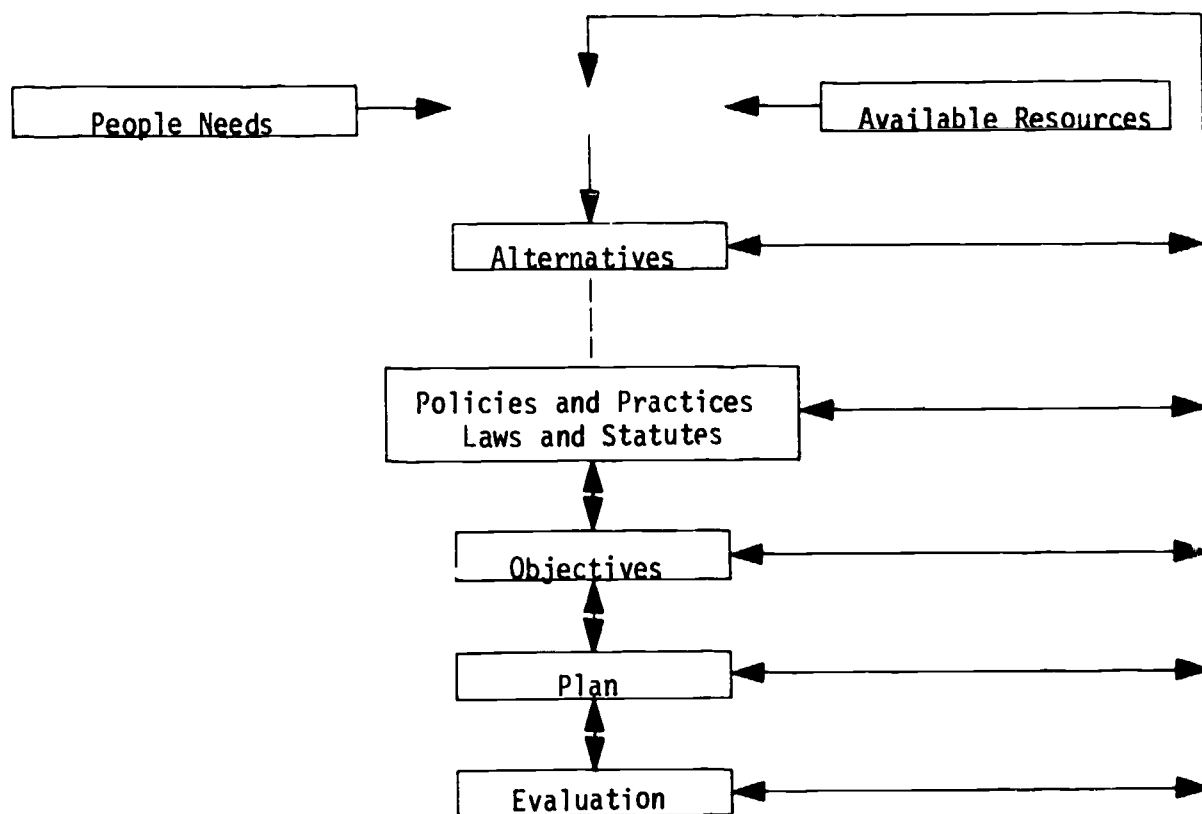 People Needs
Available Resources
Alternatives
Policies and Practices
Laws and Statutes
Objectives
Plan
Evaluation